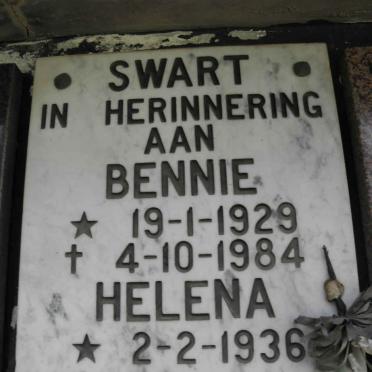 SWART
IN HERINNERING
AAN
BENNIE
★ 19-1-1929
✝ 4-10-1984
HELENA
★ 2-2-1936